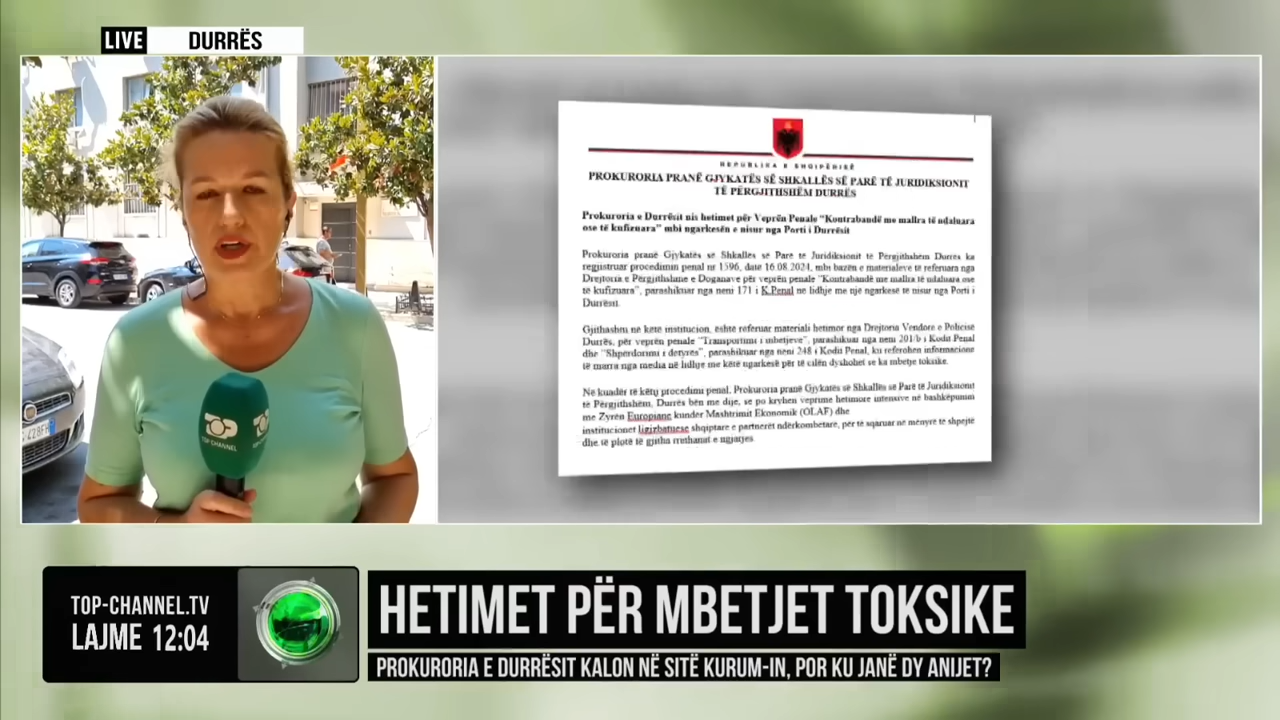 LIVE DURRËS
REPUBLIKA E SHQIPËRISË
PROKURORIA PRANË GJYKATËS SË SHKALLËS SË PARË TË JURIDIKSIONIT
TË PËRGJITHSHËM DURRËS
Prokuroria e Durrësit nis hetimet për Veprën Penale "Kontrabandë me mallra të ndaluara
ose të kufizuara" mbi ngarkesën e nisur nga Porti i Durrësit
Prokuroria pranë Gjykatës së Shkallës së Parë të Juridiksionit të Përgjithshëm Durrës ka
regjistruar procedimin penal nr 1596, datë 16.08.2024, mbi bazën e materialeve të referuara nga
Drejtoria e Përgjithshme e Doganave për veprën penale "Kontrabandë me mallra të ndaluara ose
të kufizuara", parashikuar nga neni 171 i K.Penal në lidhje me një ngarkesë të nisur nga Porti i
Durrësit.
Gjithashtu në këtë institucion, është referuar materiali hetimor nga Drejtoria Vendore e Policisë
Durrës, për veprën penale "Transportimi i mbetjeve", parashikuar nga neni 201/b i Kodit Penal
dhe "Shpërdorimi i detyrës", parashikuar nga neni 248 i Kodit Penal, ku referohen informacione
të marra nga media në lidhje me këtë ngarkesë për të cilën dyshohet se ka mbetje toksike.
Në kuadër të këtij procedimi penal, Prokuroria pranë Gjykatës së Shkallës së Parë të Juridiksionit
të Përgjithshëm, Durrës bën me dije, se po kryhen veprime hetimore intensive në bashkëpunim
me Zyrën Europiane kundër Mashtrimit Ekonomik (OLAF) dhe
institucionet ligjzbatuese shqiptare e partnerët ndërkombëtarë, për të sqaruar në mënyrë të shpejtë
dhe të plotë të gjitha rrethanat e ngjarjes
428FH
TOP CHANNEL
TOP-CHANNEL.TV
LAJME 12:04
HETIMET PËR MBETJET TOKSIKE
PROKURORIA E DURRËSIT KALON NË SITË KURUM-IN, POR KU JANË DY ANIJET?